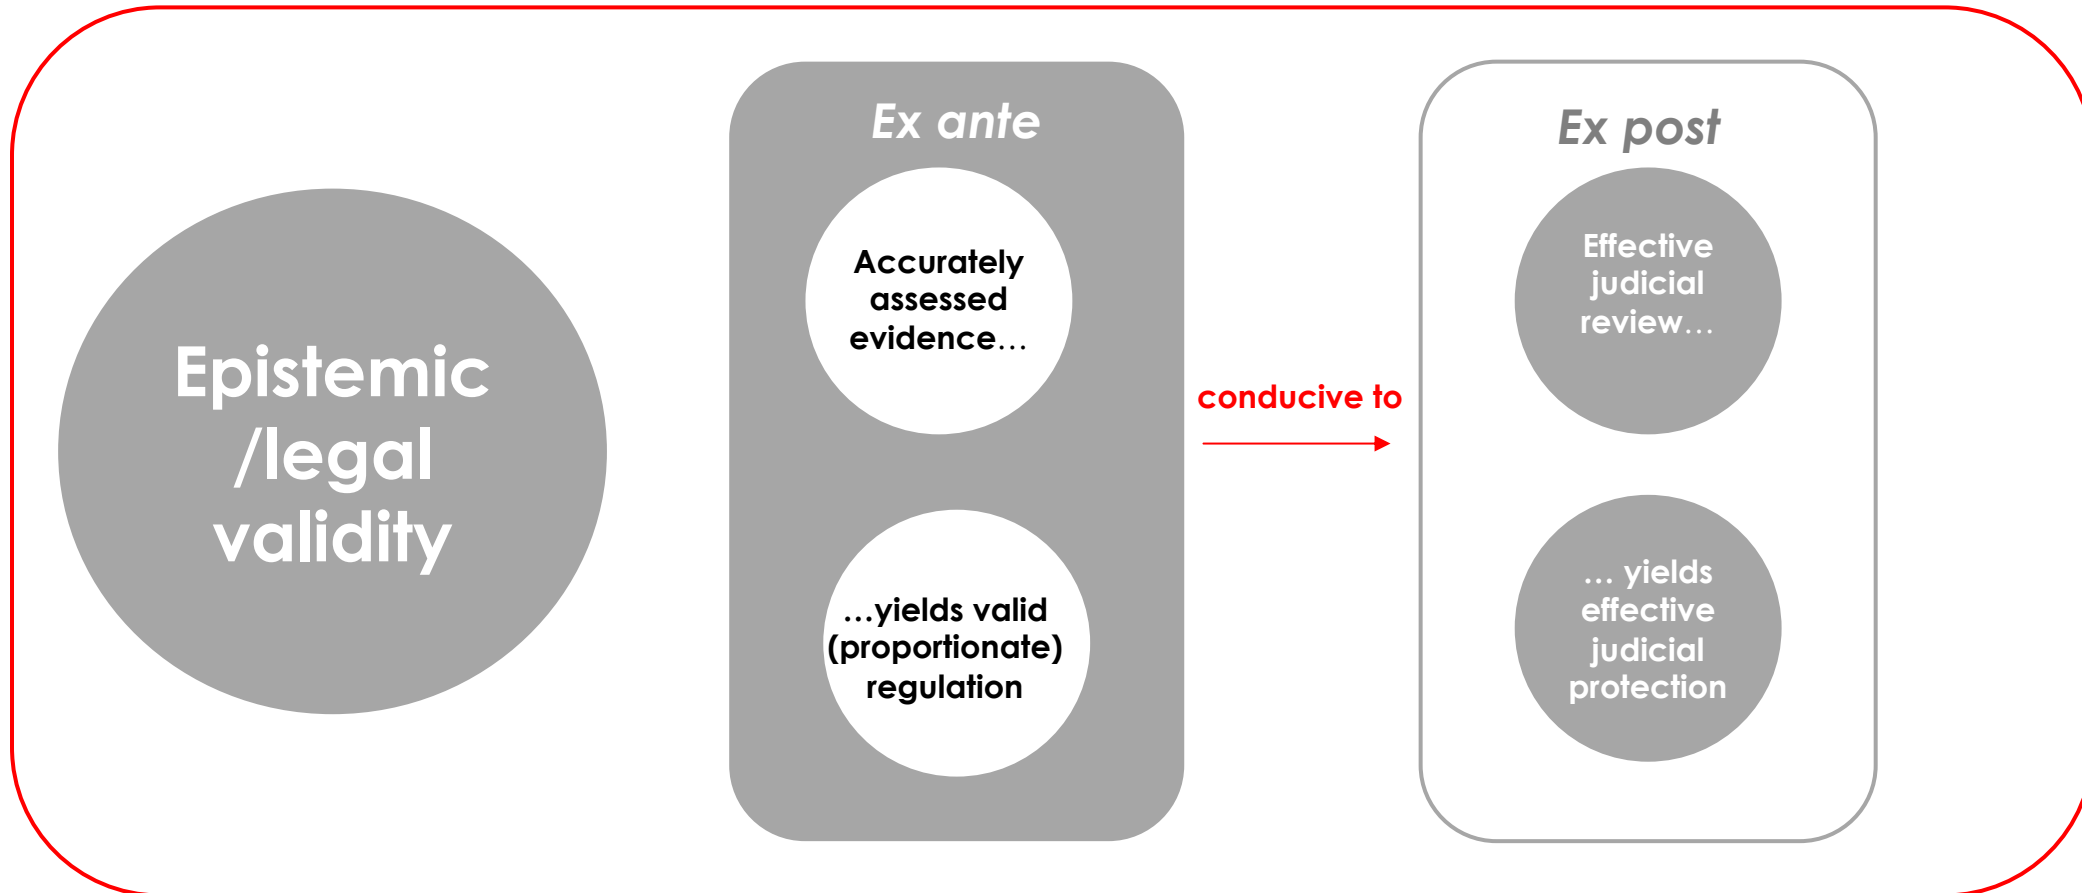 Epistemic
/legal
validity
Ex ante
Accurately
assessed
evidence…
…yields valid
(proportionate)
regulation
conducive to
Ex post
Effective
judicial
review…
… yields
effective
judicial
protection